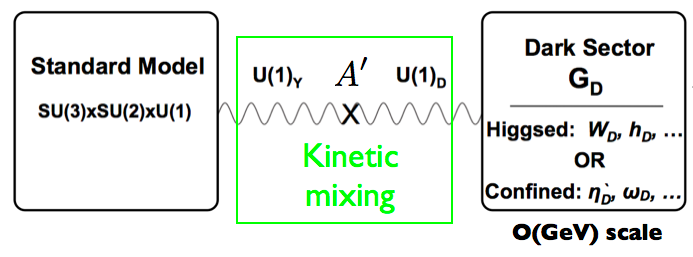 Standard Model
SU(3)xSU(2)xU(1)
U(1)Y A′ U(1)D
X
Kinetic
mixing
Dark Sector
GD
Higgsed: WD, hD, ...
OR
Confined: ὴD, ωD, ...
O(GeV) scale